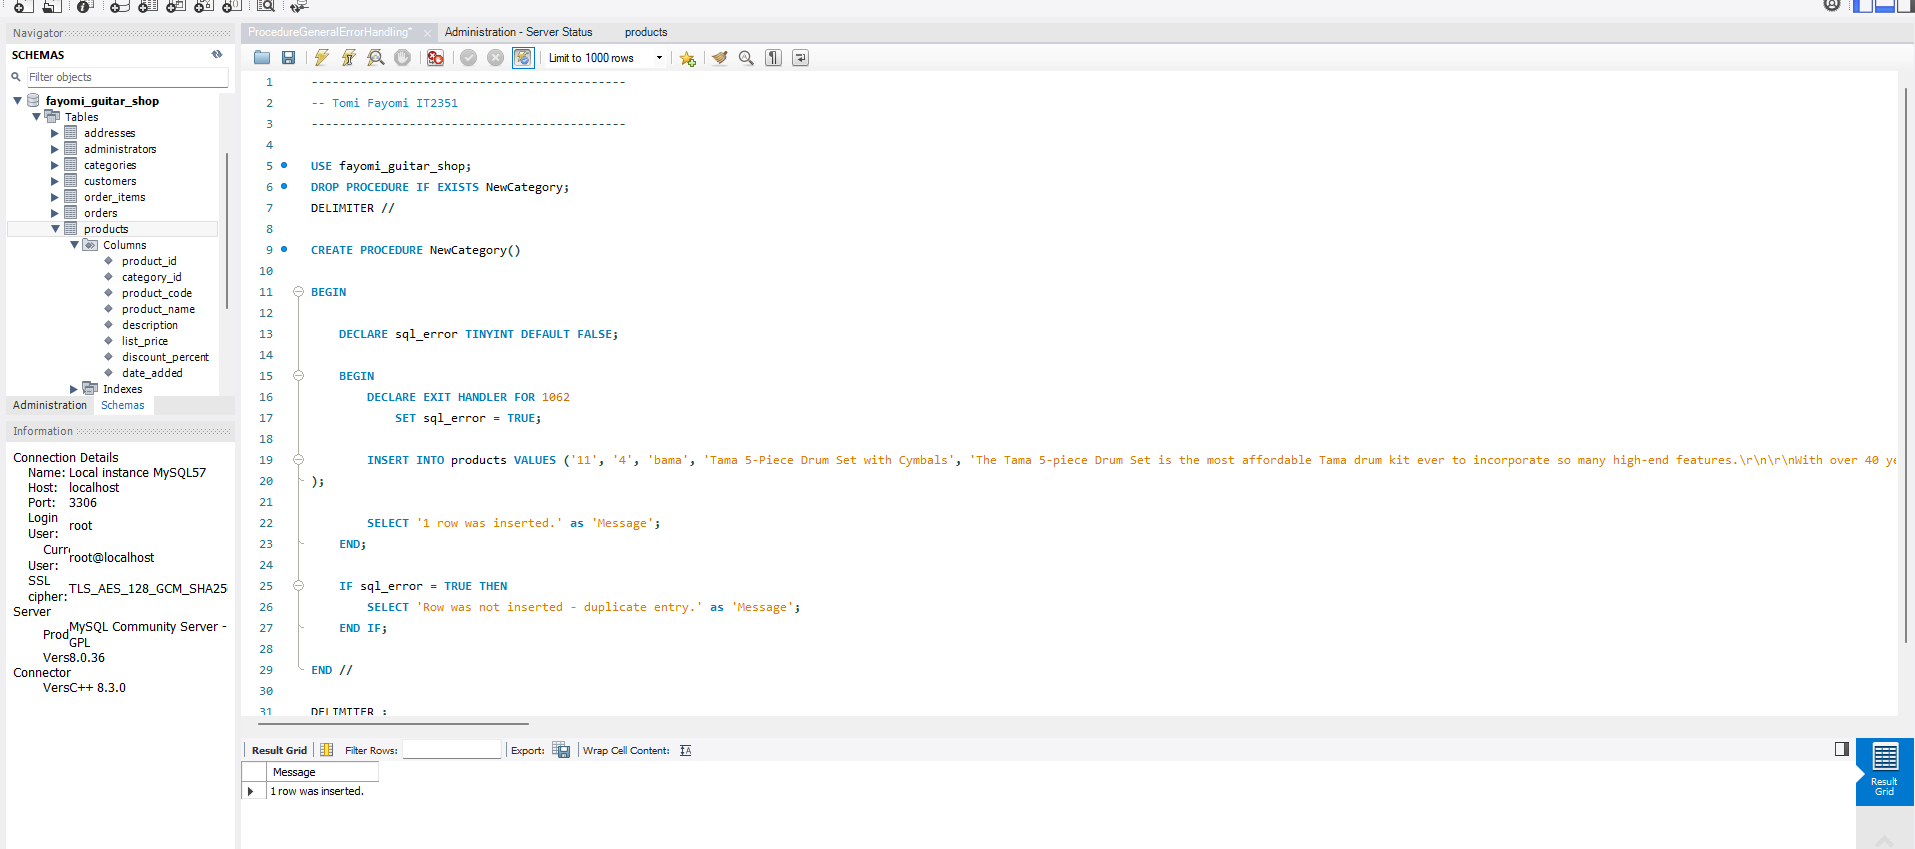 ProcedureGeneralErrorHandling*
Administration - Server Status
products
Navigator
SCHEMAS
Filter objects
fayomi_guitar_shop
Tables
addresses
administrators
categories
customers
order_items
orders
products
Columns
product_id
category_id
product_code
product_name
description
list_price
discount_percent
date_added
Indexes
Administration Schemas
Information
Connection Details
Name: Local instance MySQL57
Host: localhost
Port: 3306
Login
User: root
Curr
User: root@localhost
SSL
cipher: TLS_AES_128_GCM_SHA25
Server
Prod MySQL Community Server -
GPL
Vers 8.0.36
Connector
Vers C++ 8.3.0
Limit to 1000 rows
1 ---------------------------------------------
2 -- Tomi Fayomi IT2351
3 ---------------------------------------------
4
5 USE fayomi_guitar_shop;
6 DROP PROCEDURE IF EXISTS NewCategory;
7 DELIMITER //
8
9 CREATE PROCEDURE NewCategory()
10
11 BEGIN
12
13 DECLARE sql_error TINYINT DEFAULT FALSE;
14
15 BEGIN
16 DECLARE EXIT HANDLER FOR 1062
17 SET sql_error = TRUE;
18
19 INSERT INTO products VALUES ('11', '4', 'bama', 'Tama 5-Piece Drum Set with Cymbals', 'The Tama 5-piece Drum Set is the most affordable Tama drum kit ever to incorporate so many high-end features.\r\n\r\nWith over 40 ye
20 );
21
22 SELECT '1 row was inserted.' as 'Message';
23 END;
24
25 IF sql_error = TRUE THEN
26 SELECT 'Row was not inserted - duplicate entry.' as 'Message';
27 END IF;
28
29 END //
30
31 DELIMITER ;
Result Grid Filter Rows: Export: Wrap Cell Content:
Message
1 row was inserted.
Result
Grid